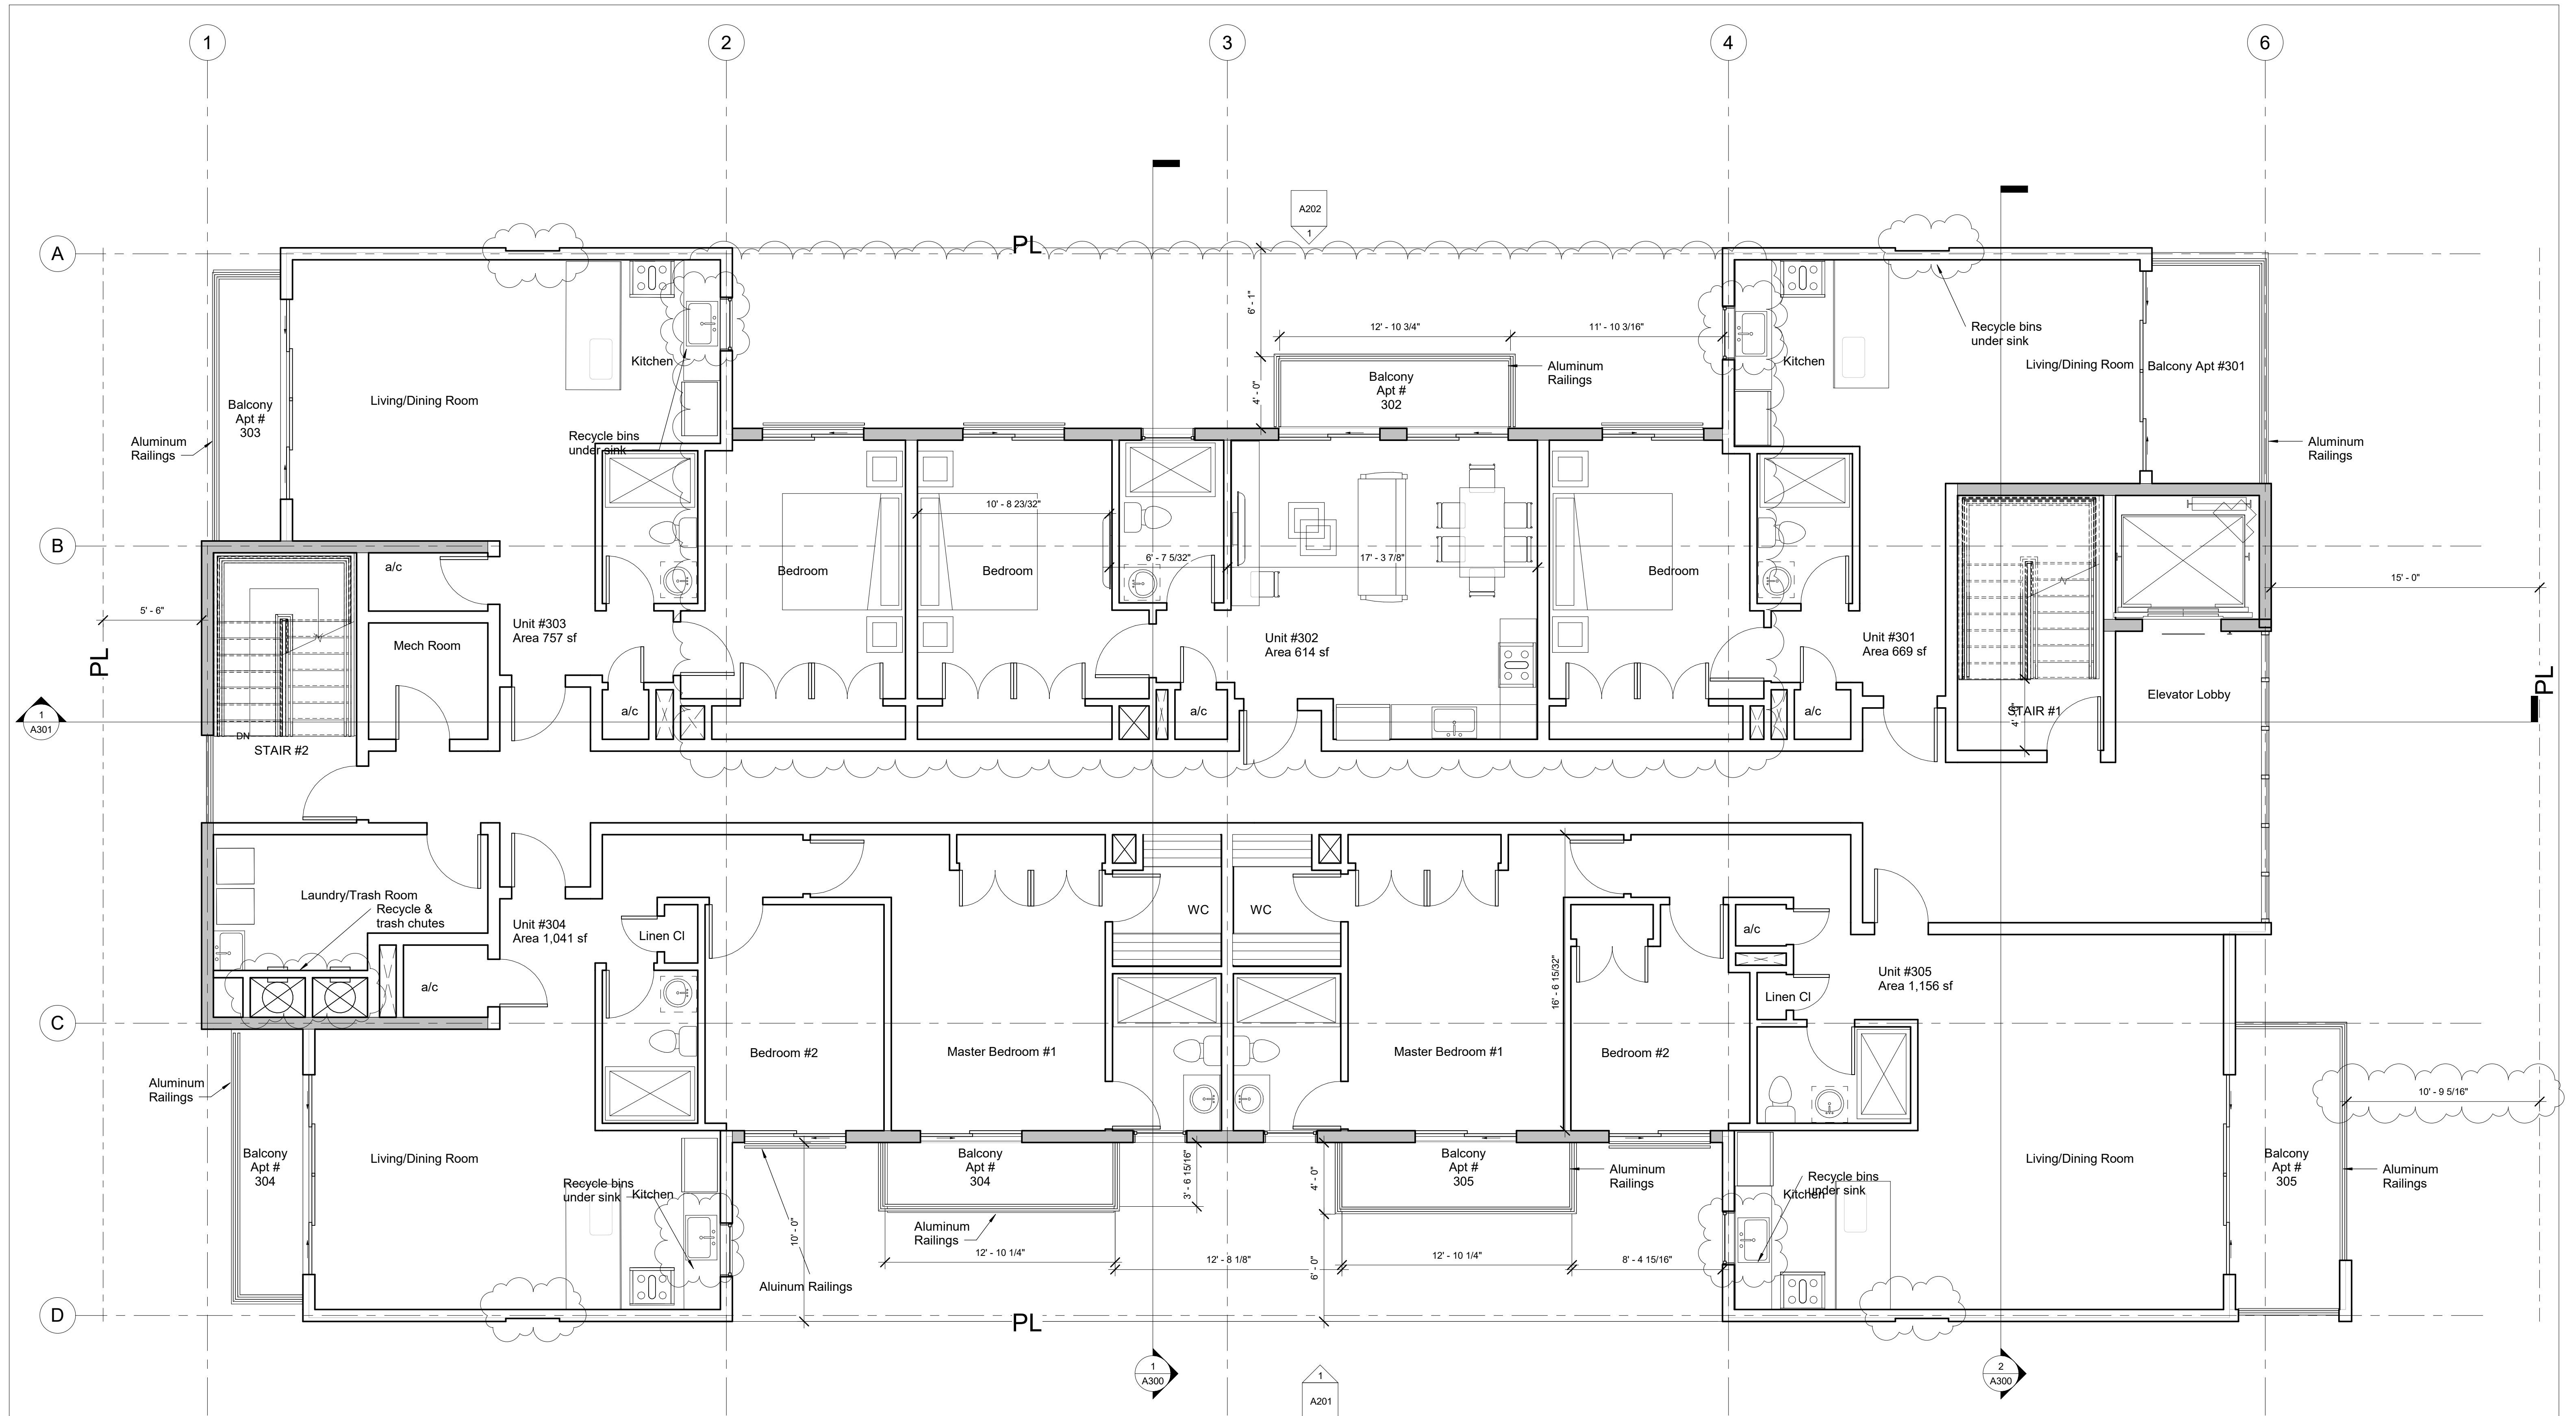 1
2
3
4
6
A202
1
A
PL
6' - 1"
12' - 10 3/4"
11' - 10 3/16"
Recycle bins
under sink
Kitchen
Kitchen
Living/Dining Room
Balcony Apt #301
Aluminum
Railings
Balcony
Apt #
302
4' - 0"
Living/Dining Room
Balcony
Apt #
303
Aluminum
Railings
Recycle bins
under sink
Aluminum
Railings
10' - 8 23/32"
B
a/c
Bedroom
Bedroom
6' - 7 5/32"
17' - 3 7/8"
Bedroom
15' - 0"
5' - 6"
Unit #303
Area 757 sf
Unit #302
Area 614 sf
Unit #301
Area 669 sf
Mech Room
PL
PL
Elevator Lobby
1
A301
a/c
a/c
a/c
STAIR #1
DN
STAIR #2
Laundry/Trash Room
Recycle &
trash chutes
Unit #304
Area 1,041 sf
Linen Cl
WC
WC
a/c
16' - 6 15/32"
Unit #305
Area 1,156 sf
a/c
Linen Cl
C
Bedroom #2
Master Bedroom #1
Master Bedroom #1
Bedroom #2
Aluminum
Railings
10' - 9 5/16"
Balcony
Apt #
304
Living/Dining Room
Balcony
Apt #
304
3' - 6 15/16"
4' - 0"
Balcony
Apt #
305
Aluminum
Railings
Living/Dining Room
Balcony
Apt #
305
Aluminum
Railings
Recycle bins
under sink
Kitchen
Recycle bins
under sink
Kitchen
10' - 0"
Aluminum
Railings
12' - 10 1/4"
12' - 8 1/8"
6' - 0"
12' - 10 1/4"
8' - 4 15/16"
Aluinum Railings
D
PL
1
A300
1
A201
2
A300